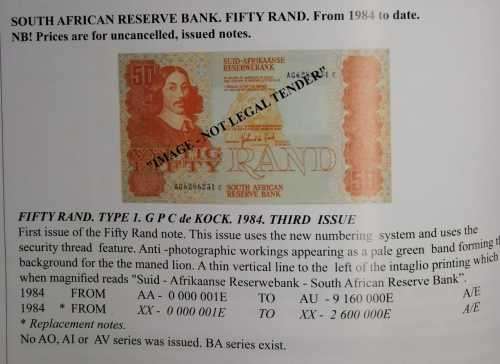 SOUTH AFRICAN RESERVE BANK. FIFTY RAND. From 1984 to date.
NB! Prices are for uncancelled, issued notes.
50
SUID-AFRIKAANSE
RESERWEBANK
"IMAGE - NOT LEGAL TENDER"
FIFTY RAND
SOUTH AFRICAN
RESERVE BANK
50
FIFTY RAND. TYPE 1. G P C de KOCK. 1984. THIRD ISSUE
First issue of the Fifty Rand note. This issue uses the new numbering system and uses the
security thread feature. Anti -photographic workings appearing as a pale green band forming
background for the the maned lion. A thin vertical line to the left of the intaglio printing which
when magnified reads "Suid - Afrikaanse Reserwebank - South African Reserve Bank".
1984 FROM AA - 0 000 001E TO AU - 9 160 000E A/E
1984 * FROM XX - 0 000 001E TO XX - 2 600 000E A/E
* Replacement notes.
No AO, AI or AV series was issued. BA series exist.